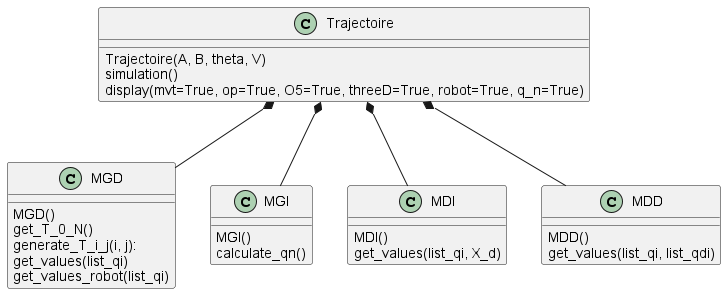 C Trajectoire
Trajectoire(A, B, theta, V)
simulation()
display(mvt=True, op=True, O5=True, threeD=True, robot=True, q_n=True)
C MGD
MGD()
get_T_0_N()
generate_T_i_j(i, j):
get_values(list_qi)
get_values_robot(list_qi)
C MGI
MGI()
calculate_qn()
C MDI
MDI()
get_values(list_qi, X_d)
C MDD
MDD()
get_values(list_qi, list_qdi)